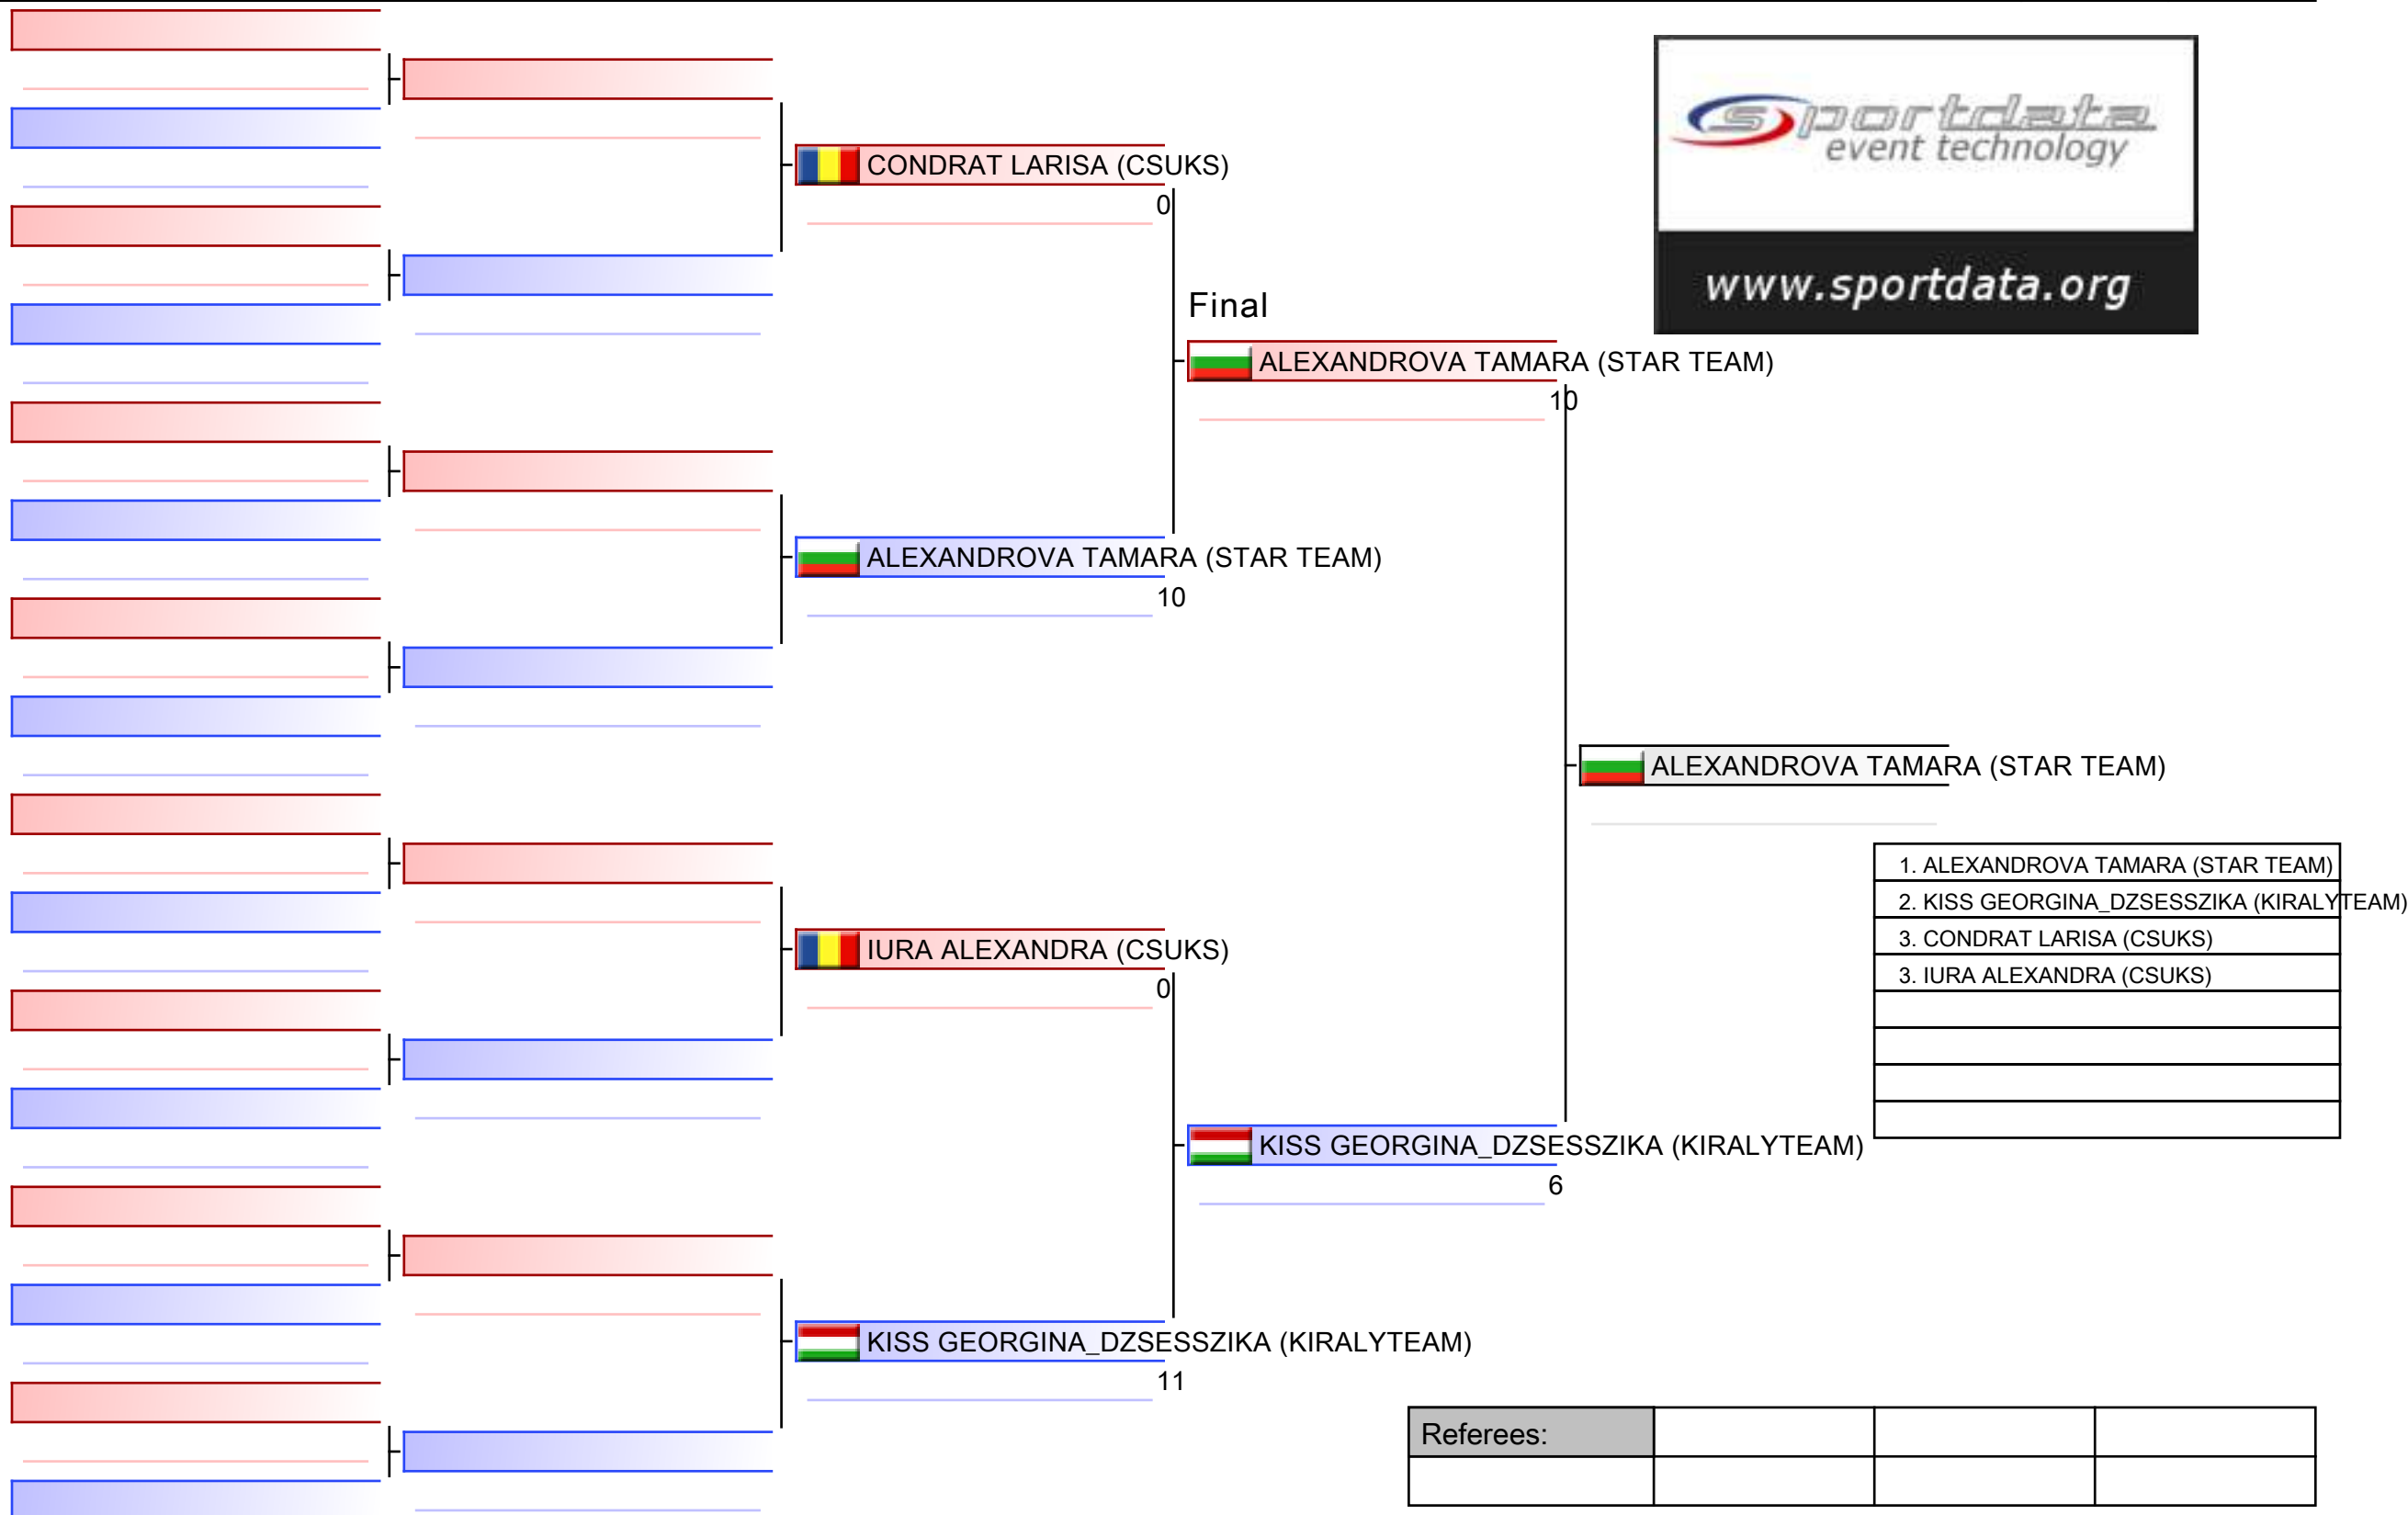 sportdata
event technology
www.sportdata.org
CONDRAT LARISA (CSUKS)
0
Final
ALEXANDROVA TAMARA (STAR TEAM)
10
ALEXANDROVA TAMARA (STAR TEAM)
10
ALEXANDROVA TAMARA (STAR TEAM)
1. ALEXANDROVA TAMARA (STAR TEAM)
2. KISS GEORGINA_DZSESSZIKA (KIRALYTEAM)
3. CONDRAT LARISA (CSUKS)
3. IURA ALEXANDRA (CSUKS)
IURA ALEXANDRA (CSUKS)
0
KISS GEORGINA_DZSESSZIKA (KIRALYTEAM)
6
KISS GEORGINA_DZSESSZIKA (KIRALYTEAM)
11
Referees: